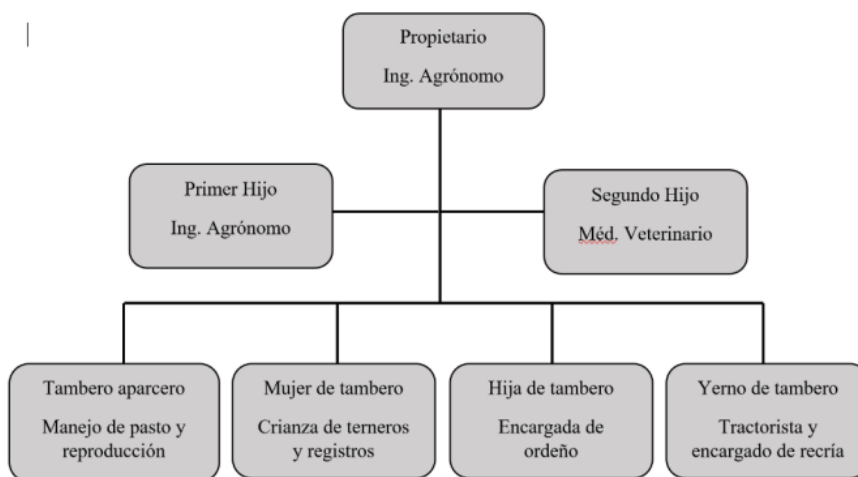 Propietario
Ing. Agrónomo
Primer Hijo
Ing. Agrónomo
Segundo Hijo
Méd. Veterinario
Tambero aparcero
Manejo de pasto y
reproducción
Mujer de tambero
Crianza de terneros
y registros
Hija de tambero
Encargada de
ordeño
Yerno de tambero
Tractorista y
encargado de recría